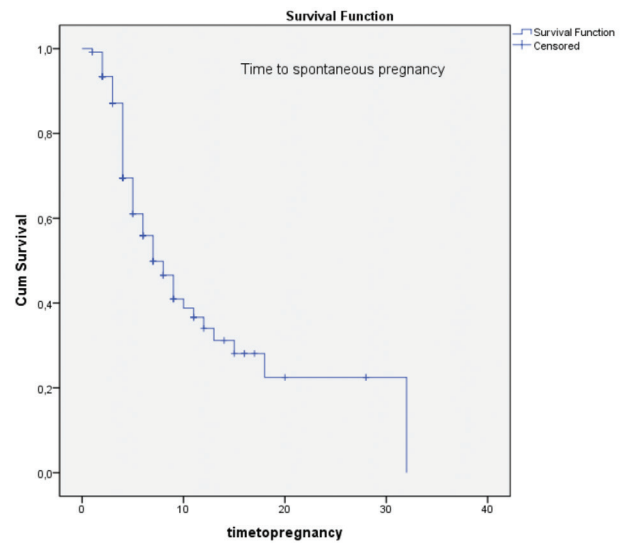 Survival Function
Survival Function
Censored
Time to spontaneous pregnancy
Cum Survival
1,0
0,8
0,6
0,4
0,2
0,0
0 10 20 30 40
timetopregnancy